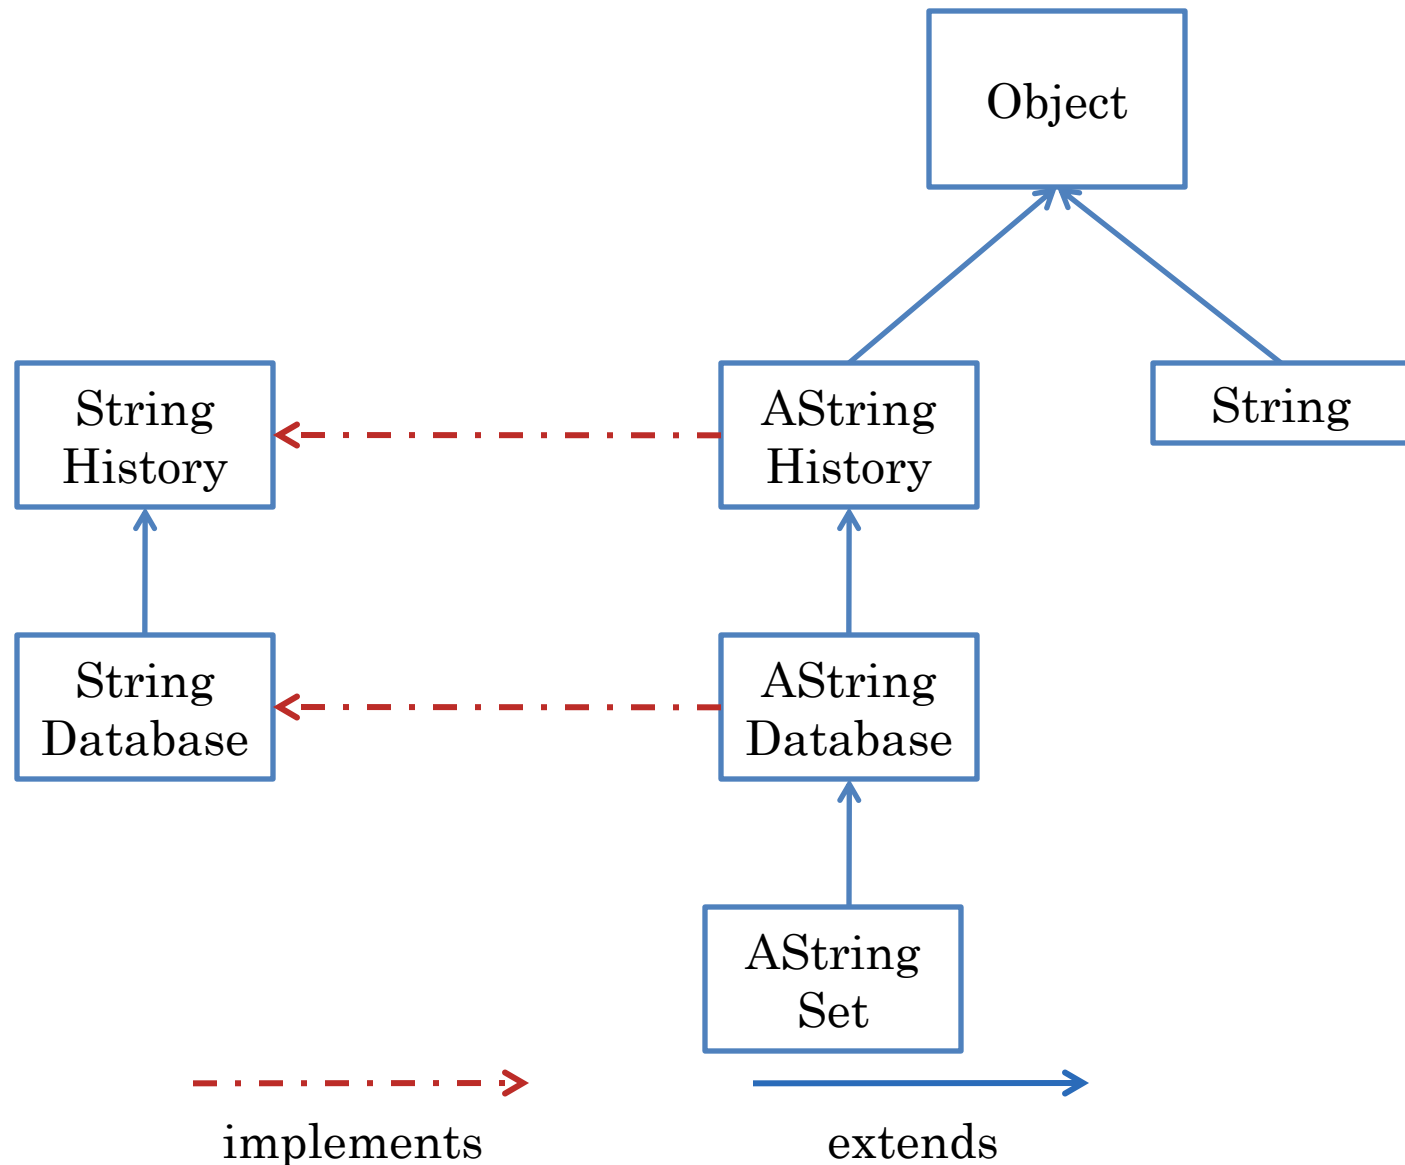 Object
String
History
AString
History
String
String
Database
AString
Database
AString
Set
implements
extends